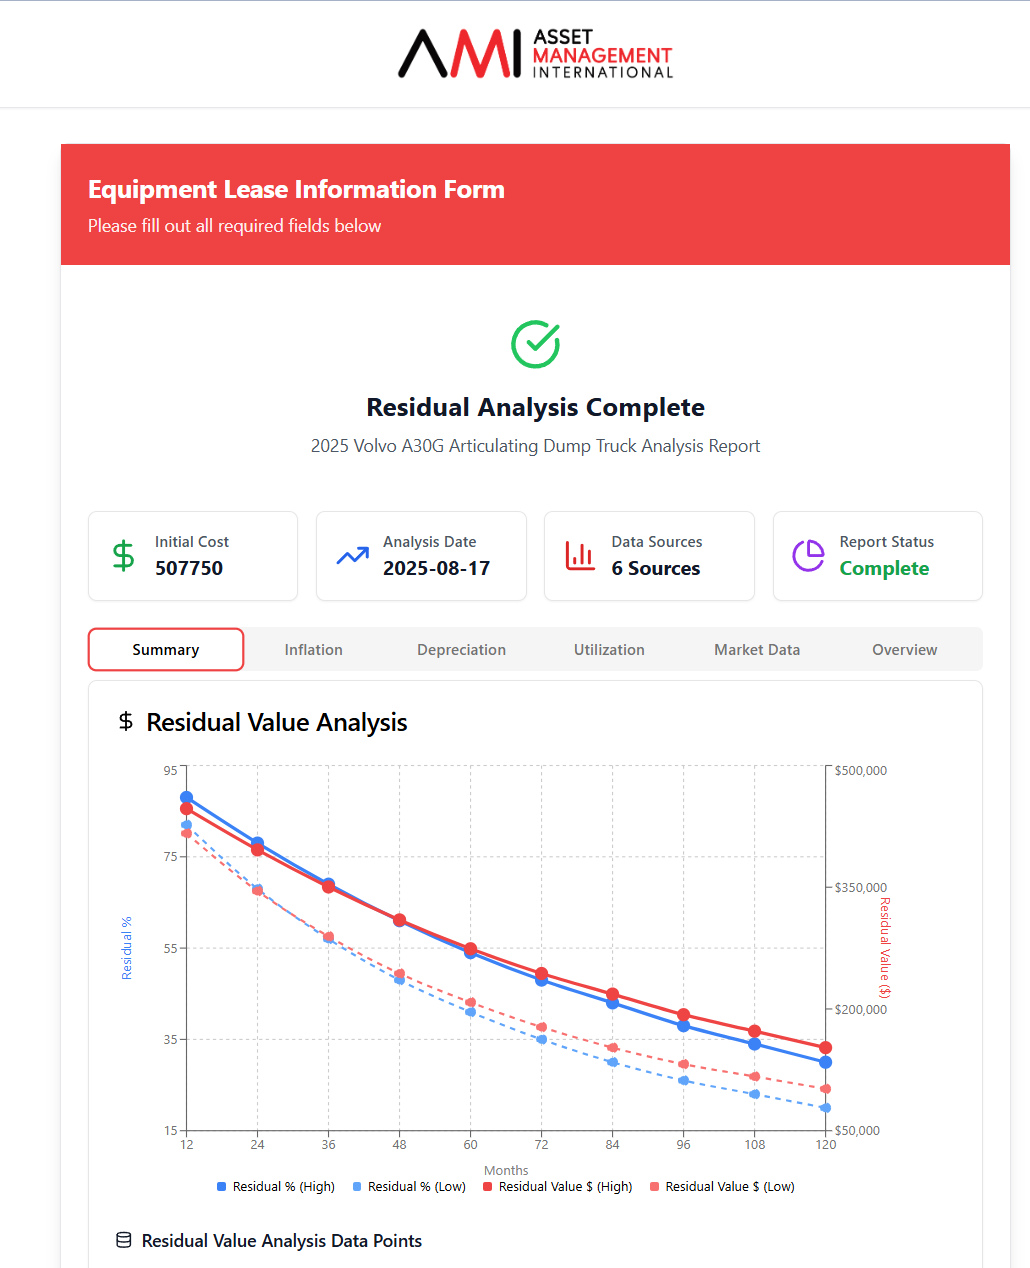 AMI
ASSET
MANAGEMENT
INTERNATIONAL
Equipment Lease Information Form
Please fill out all required fields below
Residual Analysis Complete
2025 Volvo A30G Articulating Dump Truck Analysis Report
Initial Cost
507750
Analysis Date
2025-08-17
Data Sources
6 Sources
Report Status
Complete
Summary Inflation Depreciation Utilization Market Data Overview
Residual Value Analysis
95
75
55
35
15
Residual %
$500,000
$350,000
$200,000
$50,000
Residual Value ($)
12 24 36 48 60 72 84 96 108 120
Months
Residual % (High) Residual % (Low) Residual Value $ (High) Residual Value $ (Low)
Residual Value Analysis Data Points